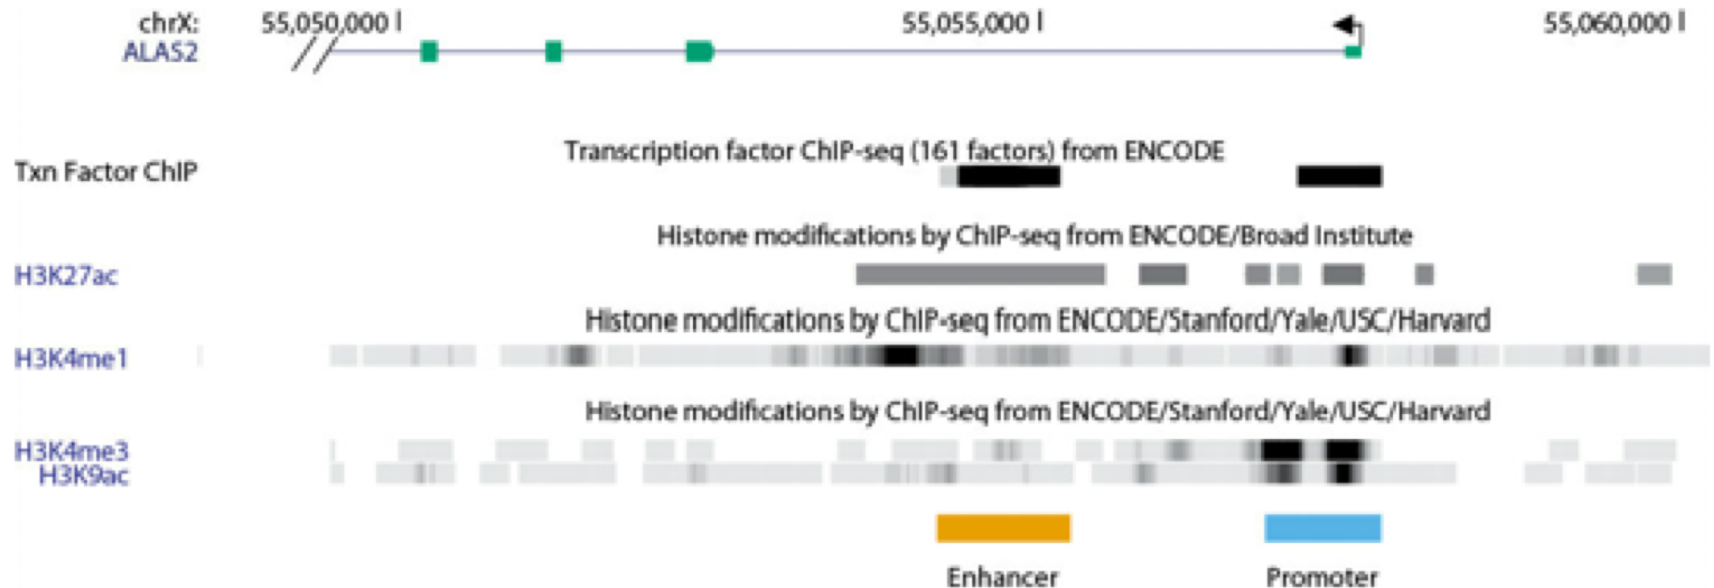 chrX: 55,050,000 55,055,000 55,060,000
ALAS2
Transcription factor ChIP-seq (161 factors) from ENCODE
Txn Factor ChIP
Histone modifications by ChIP-seq from ENCODE/Broad Institute
H3K27ac
Histone modifications by ChIP-seq from ENCODE/Stanford/Yale/USC/Harvard
H3K4me1
Histone modifications by ChIP-seq from ENCODE/Stanford/Yale/USC/Harvard
H3K4me3
H3K9ac
Enhancer Promoter